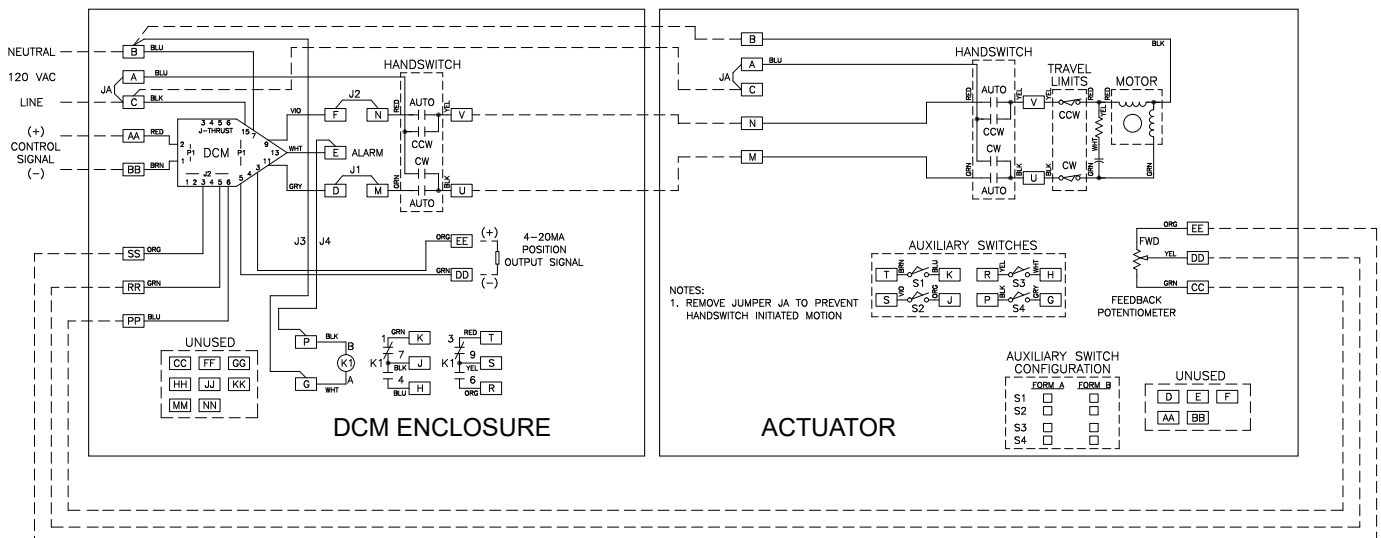 NEUTRAL
120 VAC
LINE
(+)
CONTROL
SIGNAL
(-)
B
BLU
A
BLU
JA
C
BLK
AA
RED
BB
BRN
3 4 5 6
J-THRUST
15
7
9
13
11
3
4
5
2
1
P1
DCM
P1
J2
1 2 3 4 5 6
VIO
F
J2
N
WHT
E
ALARM
GRY
D
J1
M
HANDSWITCH
RED
AUTO
YEL
V
CCW
CW
GRN
AUTO
BLK
U
J3
J4
ORG
EE
(+)
4-20MA
POSITION
OUTPUT SIGNAL
GRN
DD
(-)
SS
ORG
RR
GRN
PP
BLU
UNUSED
CC FF GG
HH JJ KK
MM NN
P
BLK
B
K1
A
G
WHT
1
GRN
K
K1
7
BLK
J
4
BLU
H
3
RED
T
K1
9
YEL
S
6
ORG
R
DCM ENCLOSURE
B
BLK
A
BLU
JA
C
N
M
HANDSWITCH
RED
AUTO
YEL
V
CCW
CW
GRN
AUTO
BLK
U
TRAVEL
LIMITS
RED
CCW
BLK
CW
MOTOR
RED
YEL
WHT
GRN
GRN
AUXILIARY SWITCHES
T BRN S1 BLU K
R YEL S3 WHT H
S VIO S2 ORG J
P BLK S4 GRY G
NOTES:
1. REMOVE JUMPER JA TO PREVENT
HANDSWITCH INITIATED MOTION
ORG
EE
FWD
YEL
DD
GRN
CC
FEEDBACK
POTENTIOMETER
AUXILIARY SWITCH
CONFIGURATION
FORM A FORM B
S1
S2
S3
S4
UNUSED
D E F
AA BB
ACTUATOR